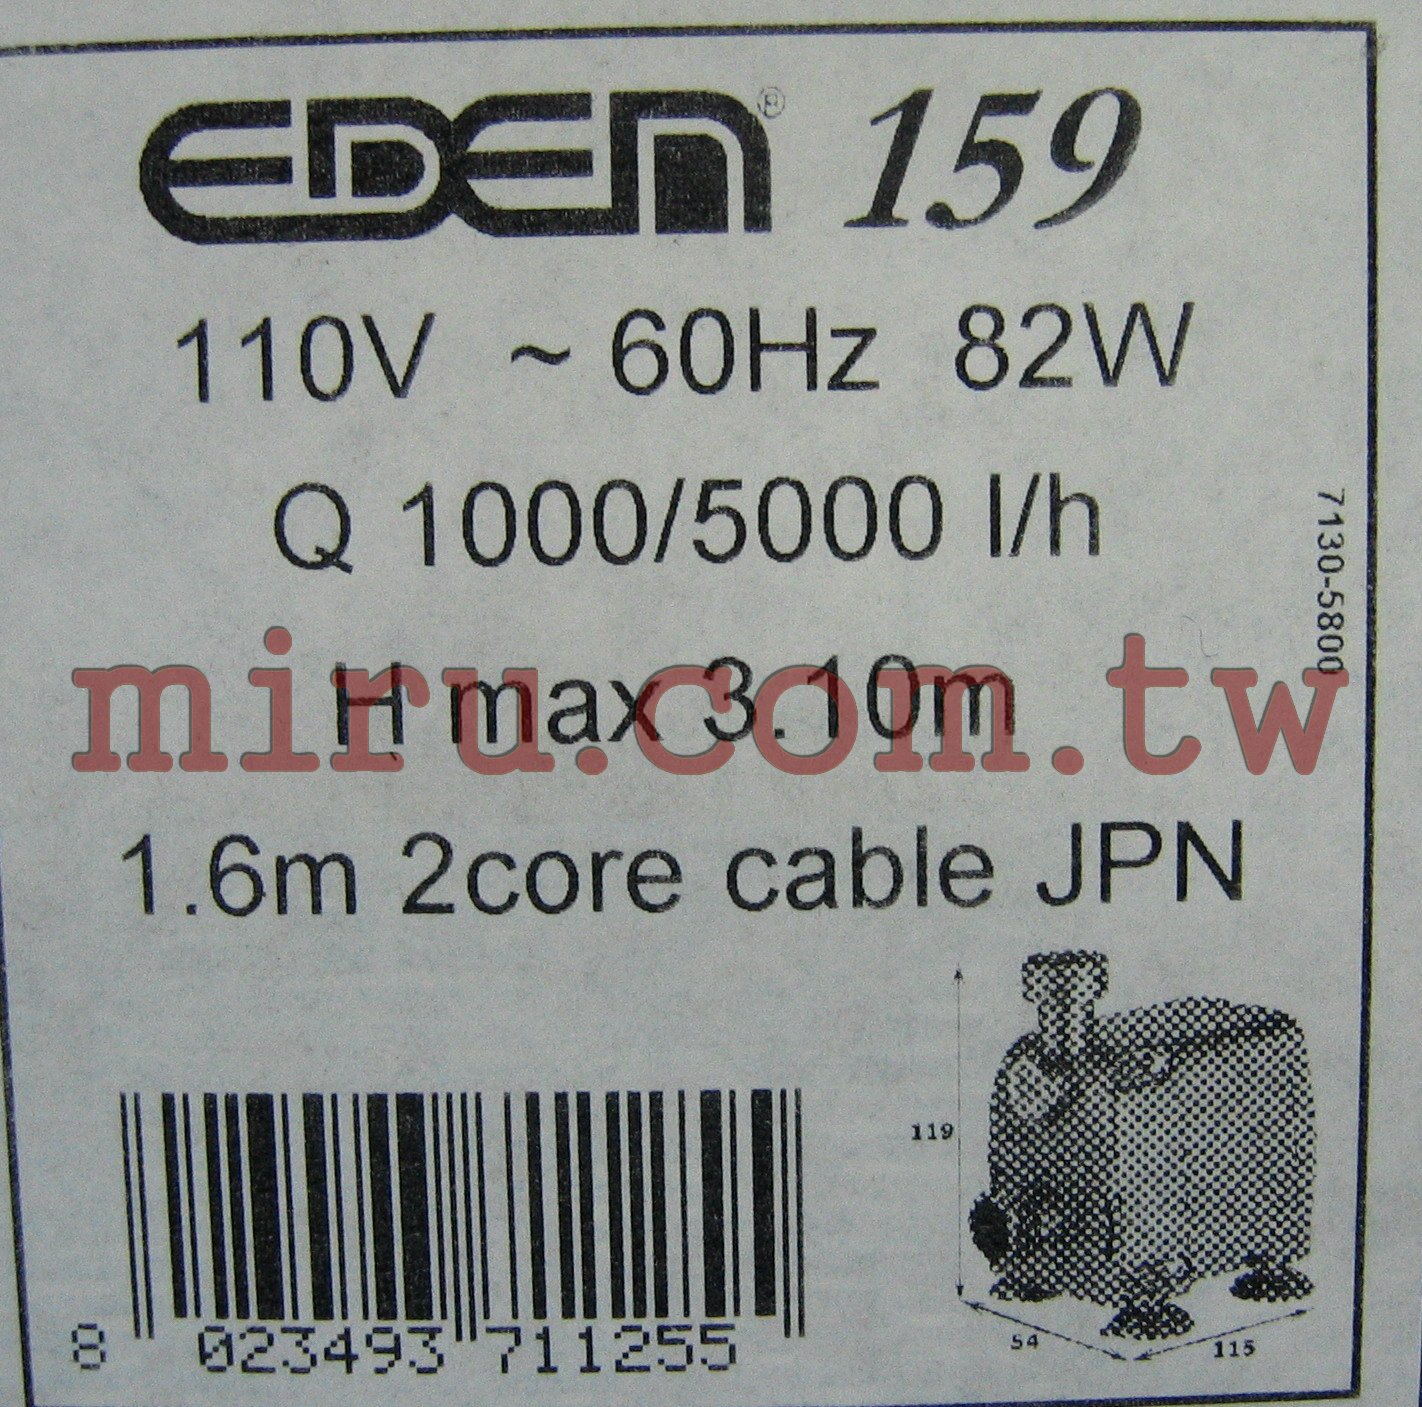 EDEN® 159
110V ~ 60Hz 82W
Q 1000/5000 l/h
7130-5800
H max 3.10m
miru.com.tw
1.6m 2core cable JPN
119
54
115
8 023493 711255